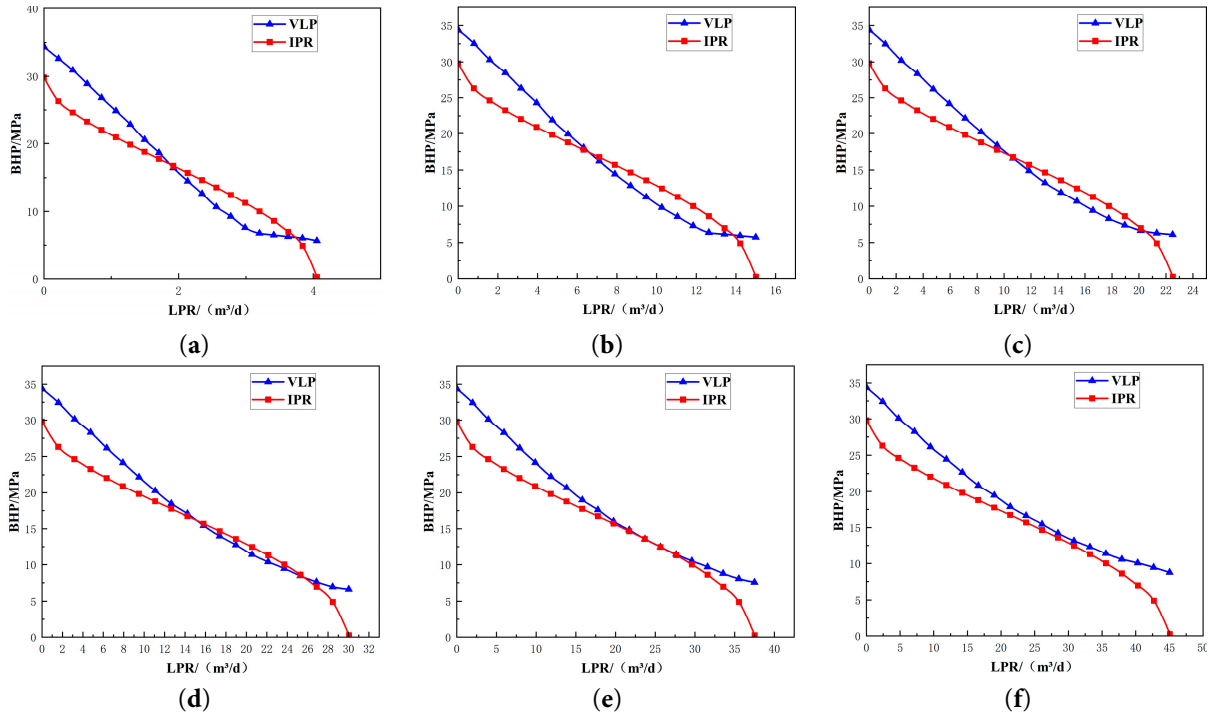 40
30
20
10
0
BHP/MPa
VLP
IPR
0 2 4
LPR/（m³/d）
(a)
35
30
25
20
15
10
5
0
BHP/MPa
VLP
IPR
0 2 4 6 8 10 12 14 16
LPR/（m³/d）
(b)
35
30
25
20
15
10
5
0
BHP/MPa
VLP
IPR
0 2 4 6 8 10 12 14 16 18 20 22 24
LPR/（m³/d）
(c)
35
30
25
20
15
10
5
0
BHP/MPa
VLP
IPR
0 2 4 6 8 10 12 14 16 18 20 22 24 26 28 30 32
LPR/（m³/d）
(d)
35
30
25
20
15
10
5
0
BHP/MPa
VLP
IPR
0 5 10 15 20 25 30 35 40
LPR/（m³/d）
(e)
35
30
25
20
15
10
5
0
BHP/MPa
VLP
IPR
0 5 10 15 20 25 30 35 40 45 50
LPR/（m³/d）
(f)